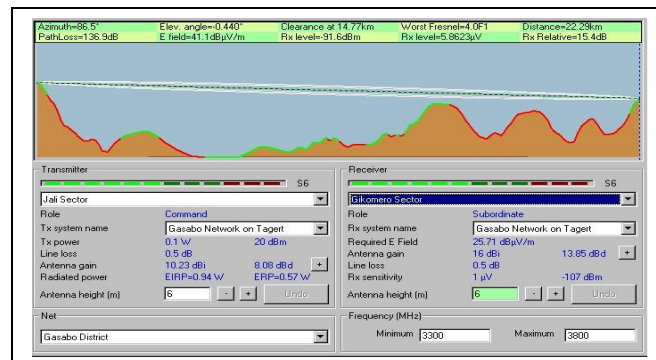 Azimuth=86.5° Elev. angle=-0.440° Clearance at 14.77km Worst Fresnel=4.0F1 Distance=22.29km
PathLoss=136.9dB E field=41.1dBµV/m Rx level=-91.6dBm Rx level=5.8623µV Rx Relative=15.4dB
Transmitter
S6
Jali Sector
Role Command
Tx system name Gasabo Network on Tagert
Tx power 0.1 W 20 dBm
Line loss 0.5 dB
Antenna gain 10.23 dBi 8.08 dBd +
Radiated power EIRP=0.94 W ERP=0.57 W
Antenna height (m) 6 - + Undo
Net
Gasabo District
Receiver
S6
Gikomero Sector
Role Subordinate
Rx system name Gasabo Network on Tagert
Required E Field 25.71 dBµV/m
Antenna gain 16 dBi 13.85 dBd +
Line loss 0.5 dB
Rx sensitivity 1 µV -107 dBm
Antenna height (m) 6 - + Undo
Frequency (MHz)
Minimum 3300 Maximum 3800